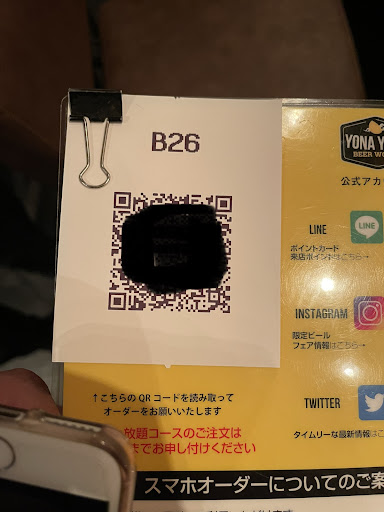 B26
YONA Y
BEER WO
公式アカ
LINE
LINE
ポイントカード
来店ポイントはこちら→
INSTAGRAM
限定ビール
フェア情報はこちら→
TWITTER
タイムリーな最新情報はこ
↑こちらの QR コードを読み取って
オーダーをお願いいたします
放題コースのご注文は
までお申し付けください
スマホオーダーについてのご案